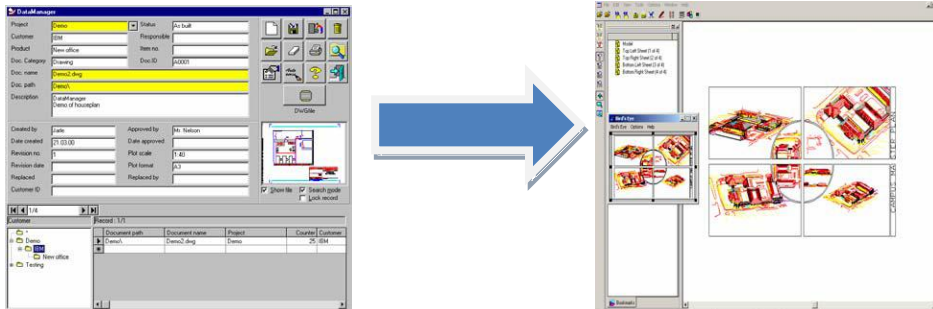 DataManager
Project Demo Status As built
Customer IBM Responsible
Product New office Item no.
Doc. Category Drawing Doc.ID A0001
Doc. name Demo2.dwg
Doc. path Demo\
Description DataManager
Demo of houseplan
DWGfile
Created by Jarle Approved by Mr. Nelson
Date created 21.03.00 Date approved
Revision no. 1 Plot scale 1:40
Revision date Plot format A3
Replaced Replaced by
Customer ID
Show file Search mode
Lock record
1/4
Customer Record : 1/1
Document path Document name Project Counter Customer
Demo\ Demo2.dwg Demo 25 IBM
Demo
IBM
New office
Testing
Model
Top Left Sheet (1 of 4)
Top Right Sheet (2 of 4)
Bottom Left Sheet (3 of 4)
Bottom Right Sheet (4 of 4)
Bird's Eye
Bird's Eye Options Help
CAMPUS MASTER PLAN
Bookmarks